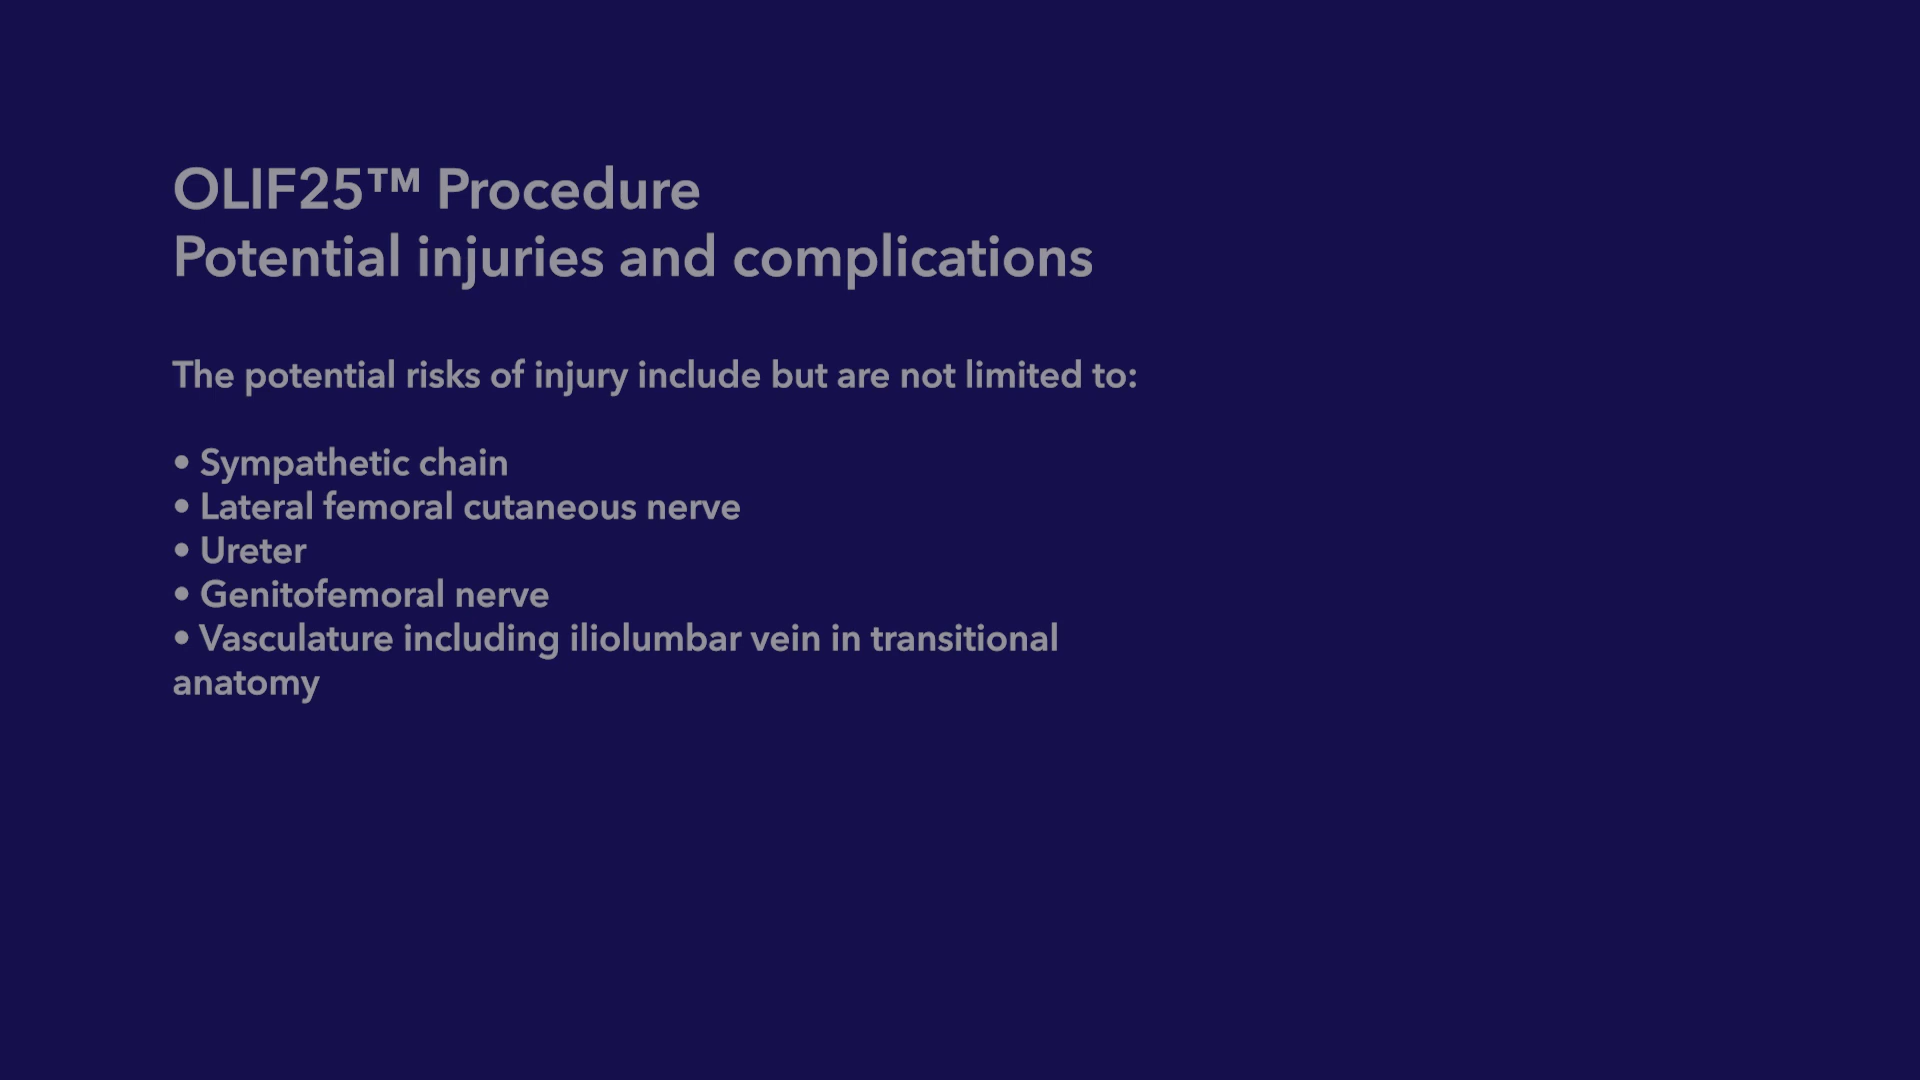 OLIF25™ Procedure
Potential injuries and complications
The potential risks of injury include but are not limited to:
• Sympathetic chain
• Lateral femoral cutaneous nerve
• Ureter
• Genitofemoral nerve
• Vasculature including iliolumbar vein in transitional
anatomy